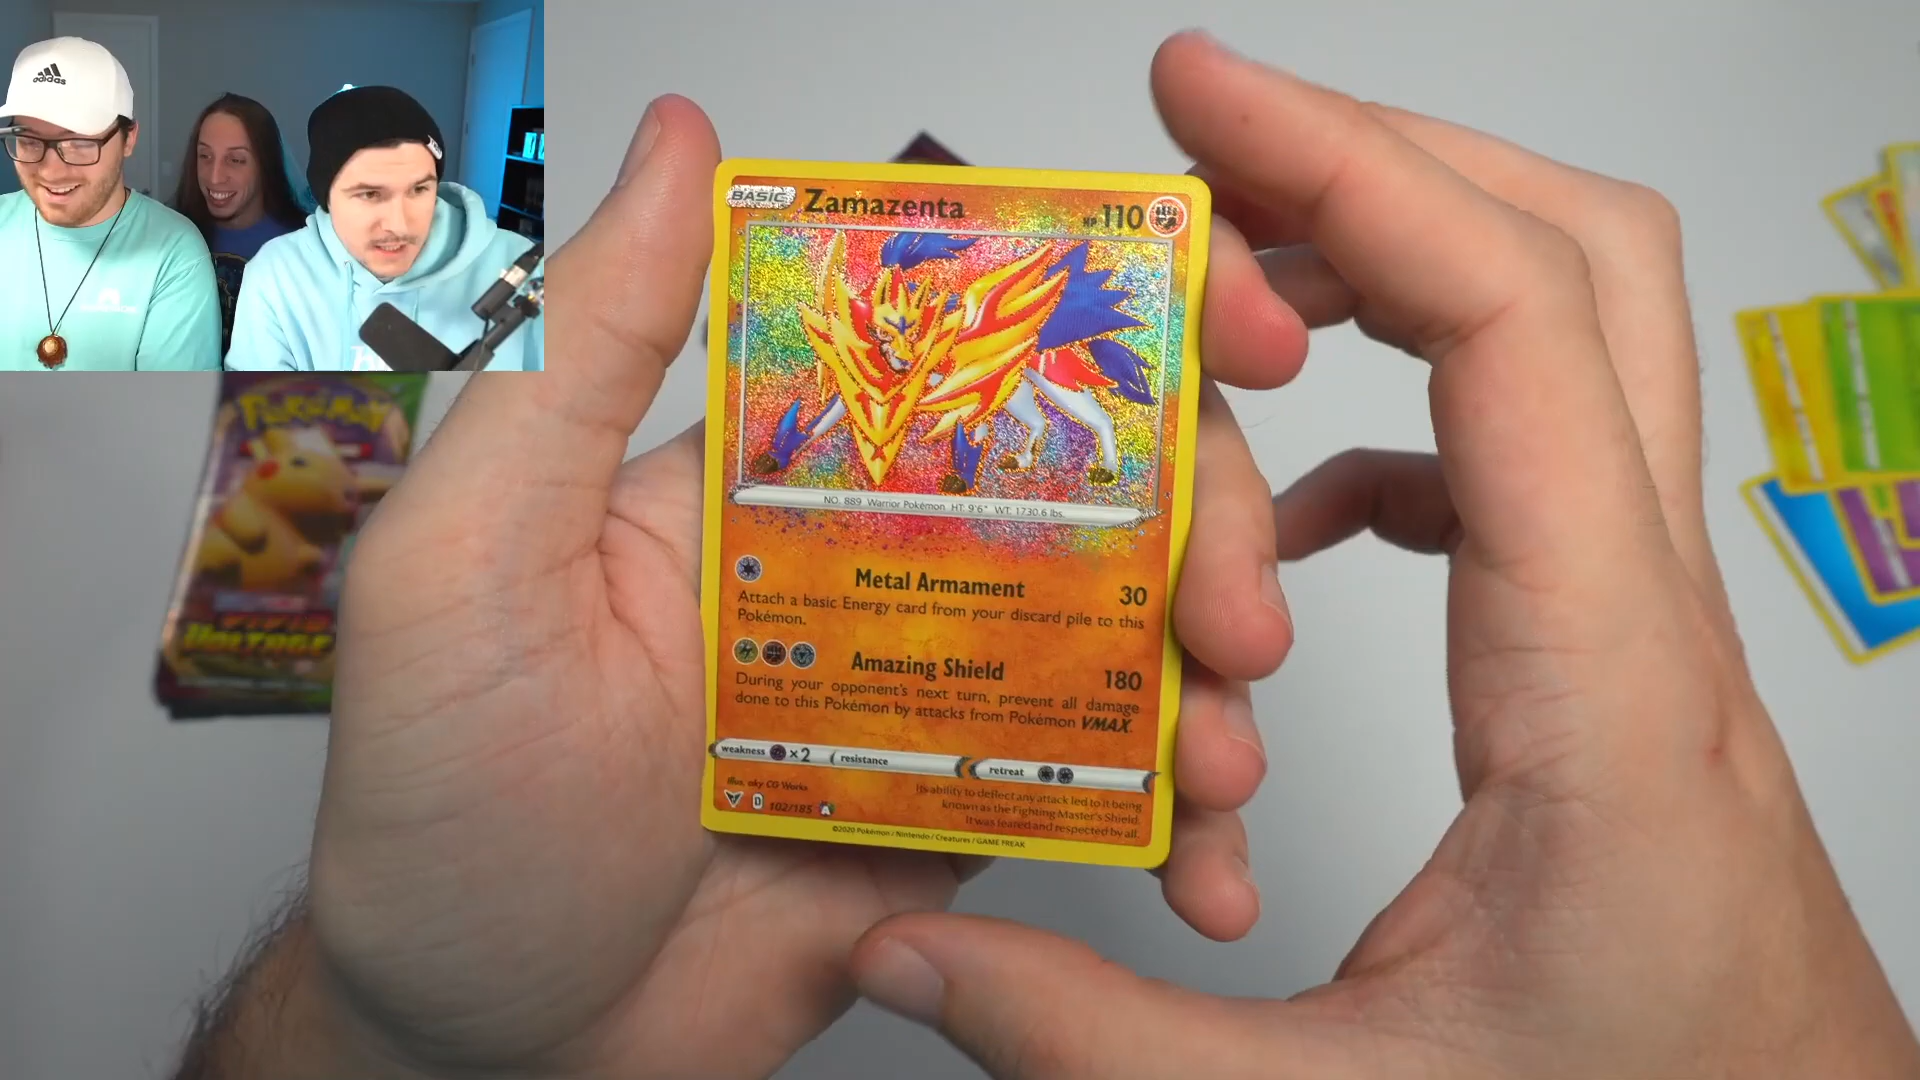 adidas
POKéMON
VIVID
VOLTAGE
BASIC Zamazenta HP 110
NO. 889 Warrior Pokémon HT: 9'6" WT: 1730.6 lbs.
Metal Armament 30
Attach a basic Energy card from your discard pile to this
Pokémon.
Amazing Shield 180
During your opponent's next turn, prevent all damage
done to this Pokémon by attacks from Pokémon VMAX.
weakness ×2 resistance retreat
Illus. aky CG Works
D 102/185 A
Its ability to deflect any attack led to it being
known as the Fighting Master's Shield.
It was feared and respected by all.
©2020 Pokémon / Nintendo / Creatures / GAME FREAK